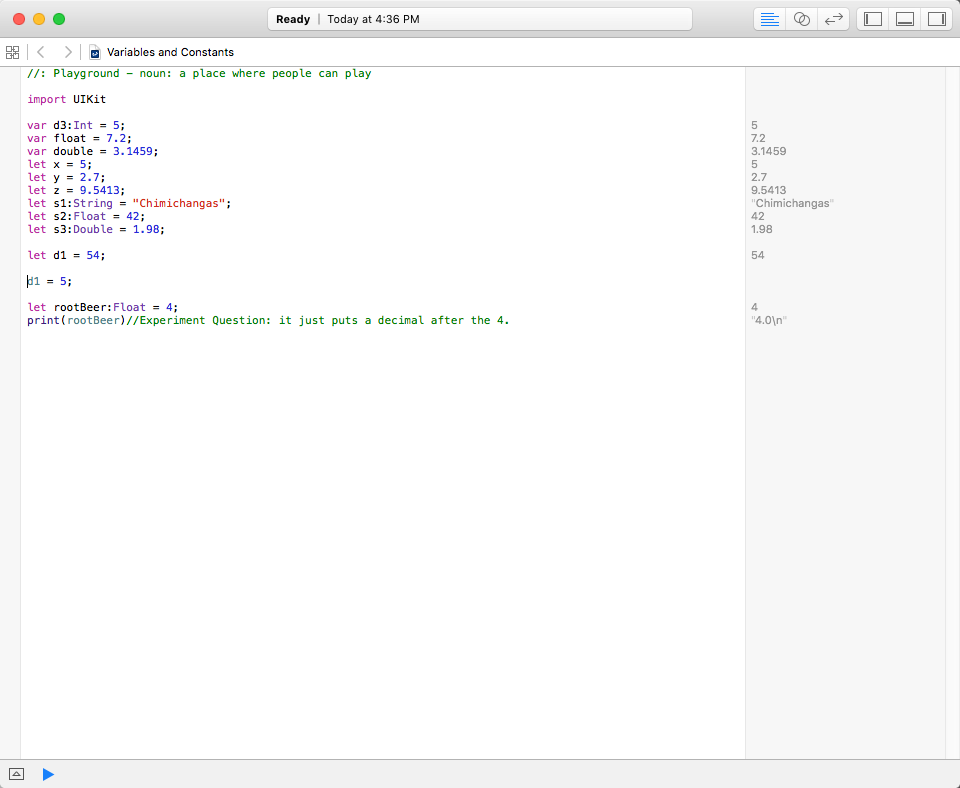 Ready | Today at 4:36 PM
Variables and Constants
//: Playground - noun: a place where people can play
import UIKit
var d3:Int = 5; 5
var float = 7.2; 7.2
var double = 3.1459; 3.1459
let x = 5; 5
let y = 2.7; 2.7
let z = 9.5413; 9.5413
let s1:String = "Chimichangas"; "Chimichangas"
let s2:Float = 42; 42
let s3:Double = 1.98; 1.98
let d1 = 54; 54
d1 = 5;
let rootBeer:Float = 4; 4
print(rootBeer)//Experiment Question: it just puts a decimal after the 4. "4.0\n"